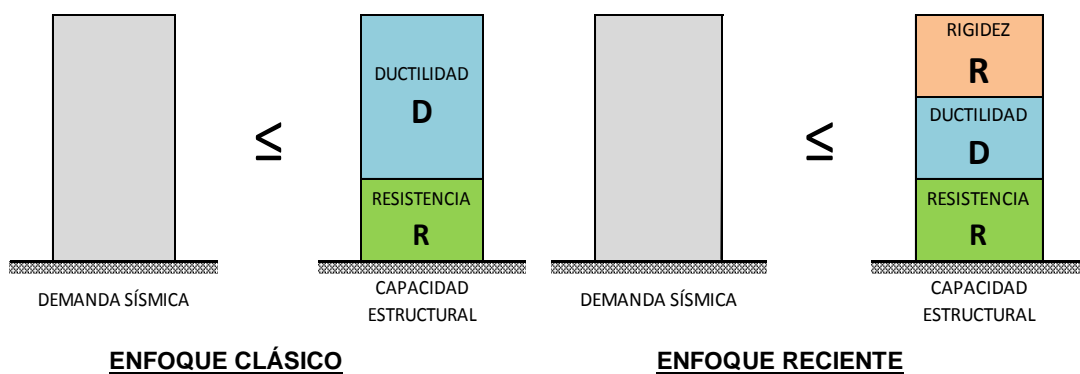 DUCTILIDAD
D
RESISTENCIA
R
≤
DEMANDA SÍSMICA
CAPACIDAD
ESTRUCTURAL
ENFOQUE CLÁSICO
RIGIDEZ
R
DUCTILIDAD
D
RESISTENCIA
R
≤
DEMANDA SÍSMICA
CAPACIDAD
ESTRUCTURAL
ENFOQUE RECIENTE